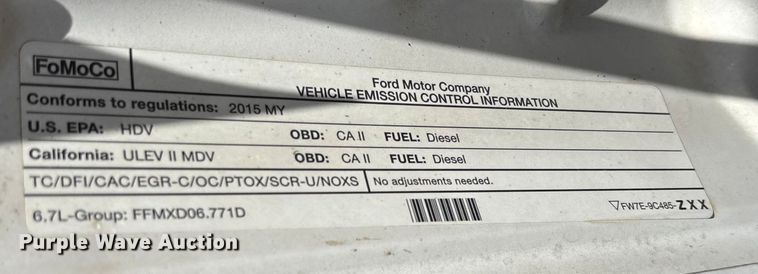 FoMoCo
Ford Motor Company
VEHICLE EMISSION CONTROL INFORMATION
Conforms to regulations: 2015 MY
U.S. EPA: HDV OBD: CA II FUEL: Diesel
California: ULEV II MDV OBD: CA II FUEL: Diesel
TC/DFI/CAC/EGR-C/OC/PTOX/SCR-U/NOXS No adjustments needed.
6.7L-Group: FFMXD06.771D ▽FW7E-9C485-ZXX
Purple Wave Auction